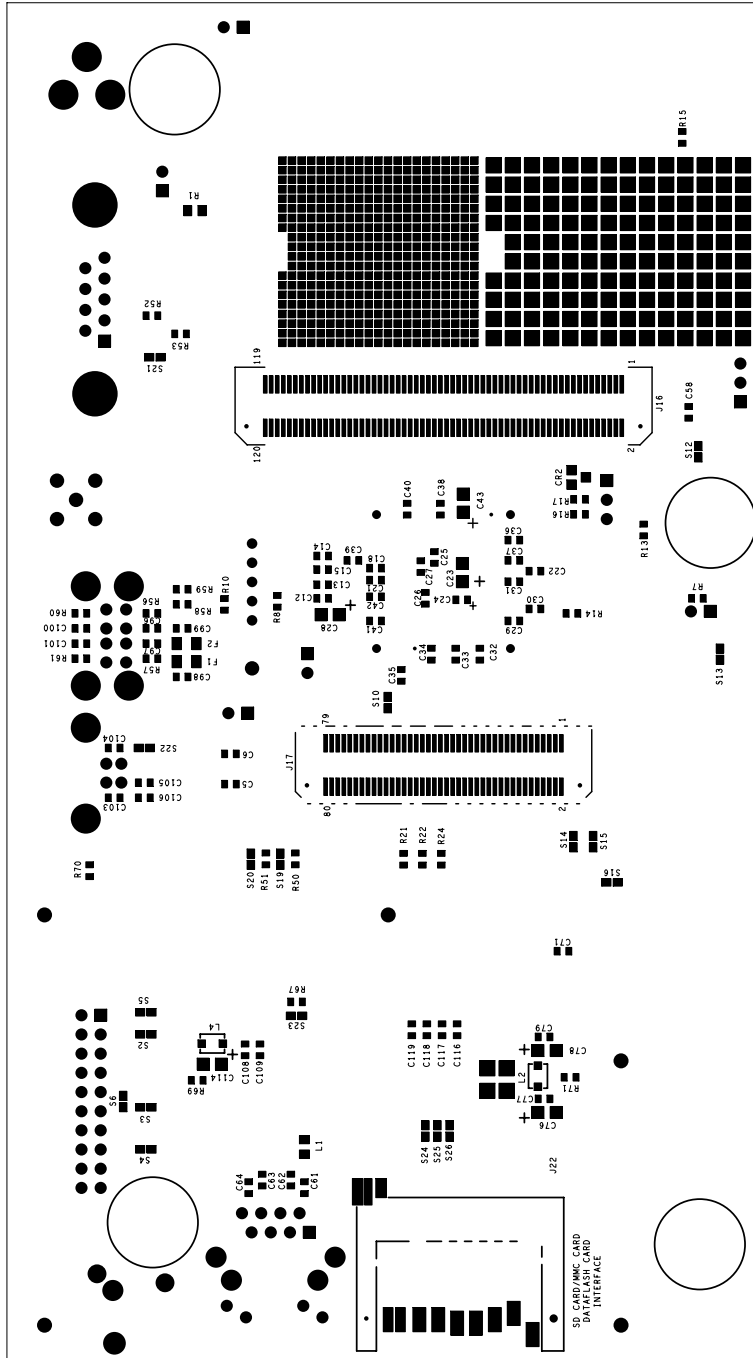 R15
R1
R52
R53
S21
119
1
J16
120
2
C58
S12
CR2
R17
R16
R13
C40
C38
C43
C36
C37
C14
C39
C15
C18
C25
C27
C23
C22
C13
C21
C31
C12
C42
C26
C24
C30
C28
C41
C29
R14
R7
S13
R59
R10
R58
R8
R60
R56
C96
C100
C99
C101
C97
F2
R61
R57
F1
C98
C34
C33
C32
C35
S10
79
1
C104
S22
C6
J17
C105
C5
C106
C103
80
2
R70
S20
R51
S19
R50
R21
R22
R24
S14
S15
S16
C71
R67
S23
S5
S2
L4
C114
R69
C108
C109
C119
C118
C117
C116
C79
C78
L2
R71
C77
C76
S6
S3
S4
L1
S24
S25
S26
J22
C64
C63
C62
C61
SD CARD/MMC CARD
DATAFLASH CARD
INTERFACE